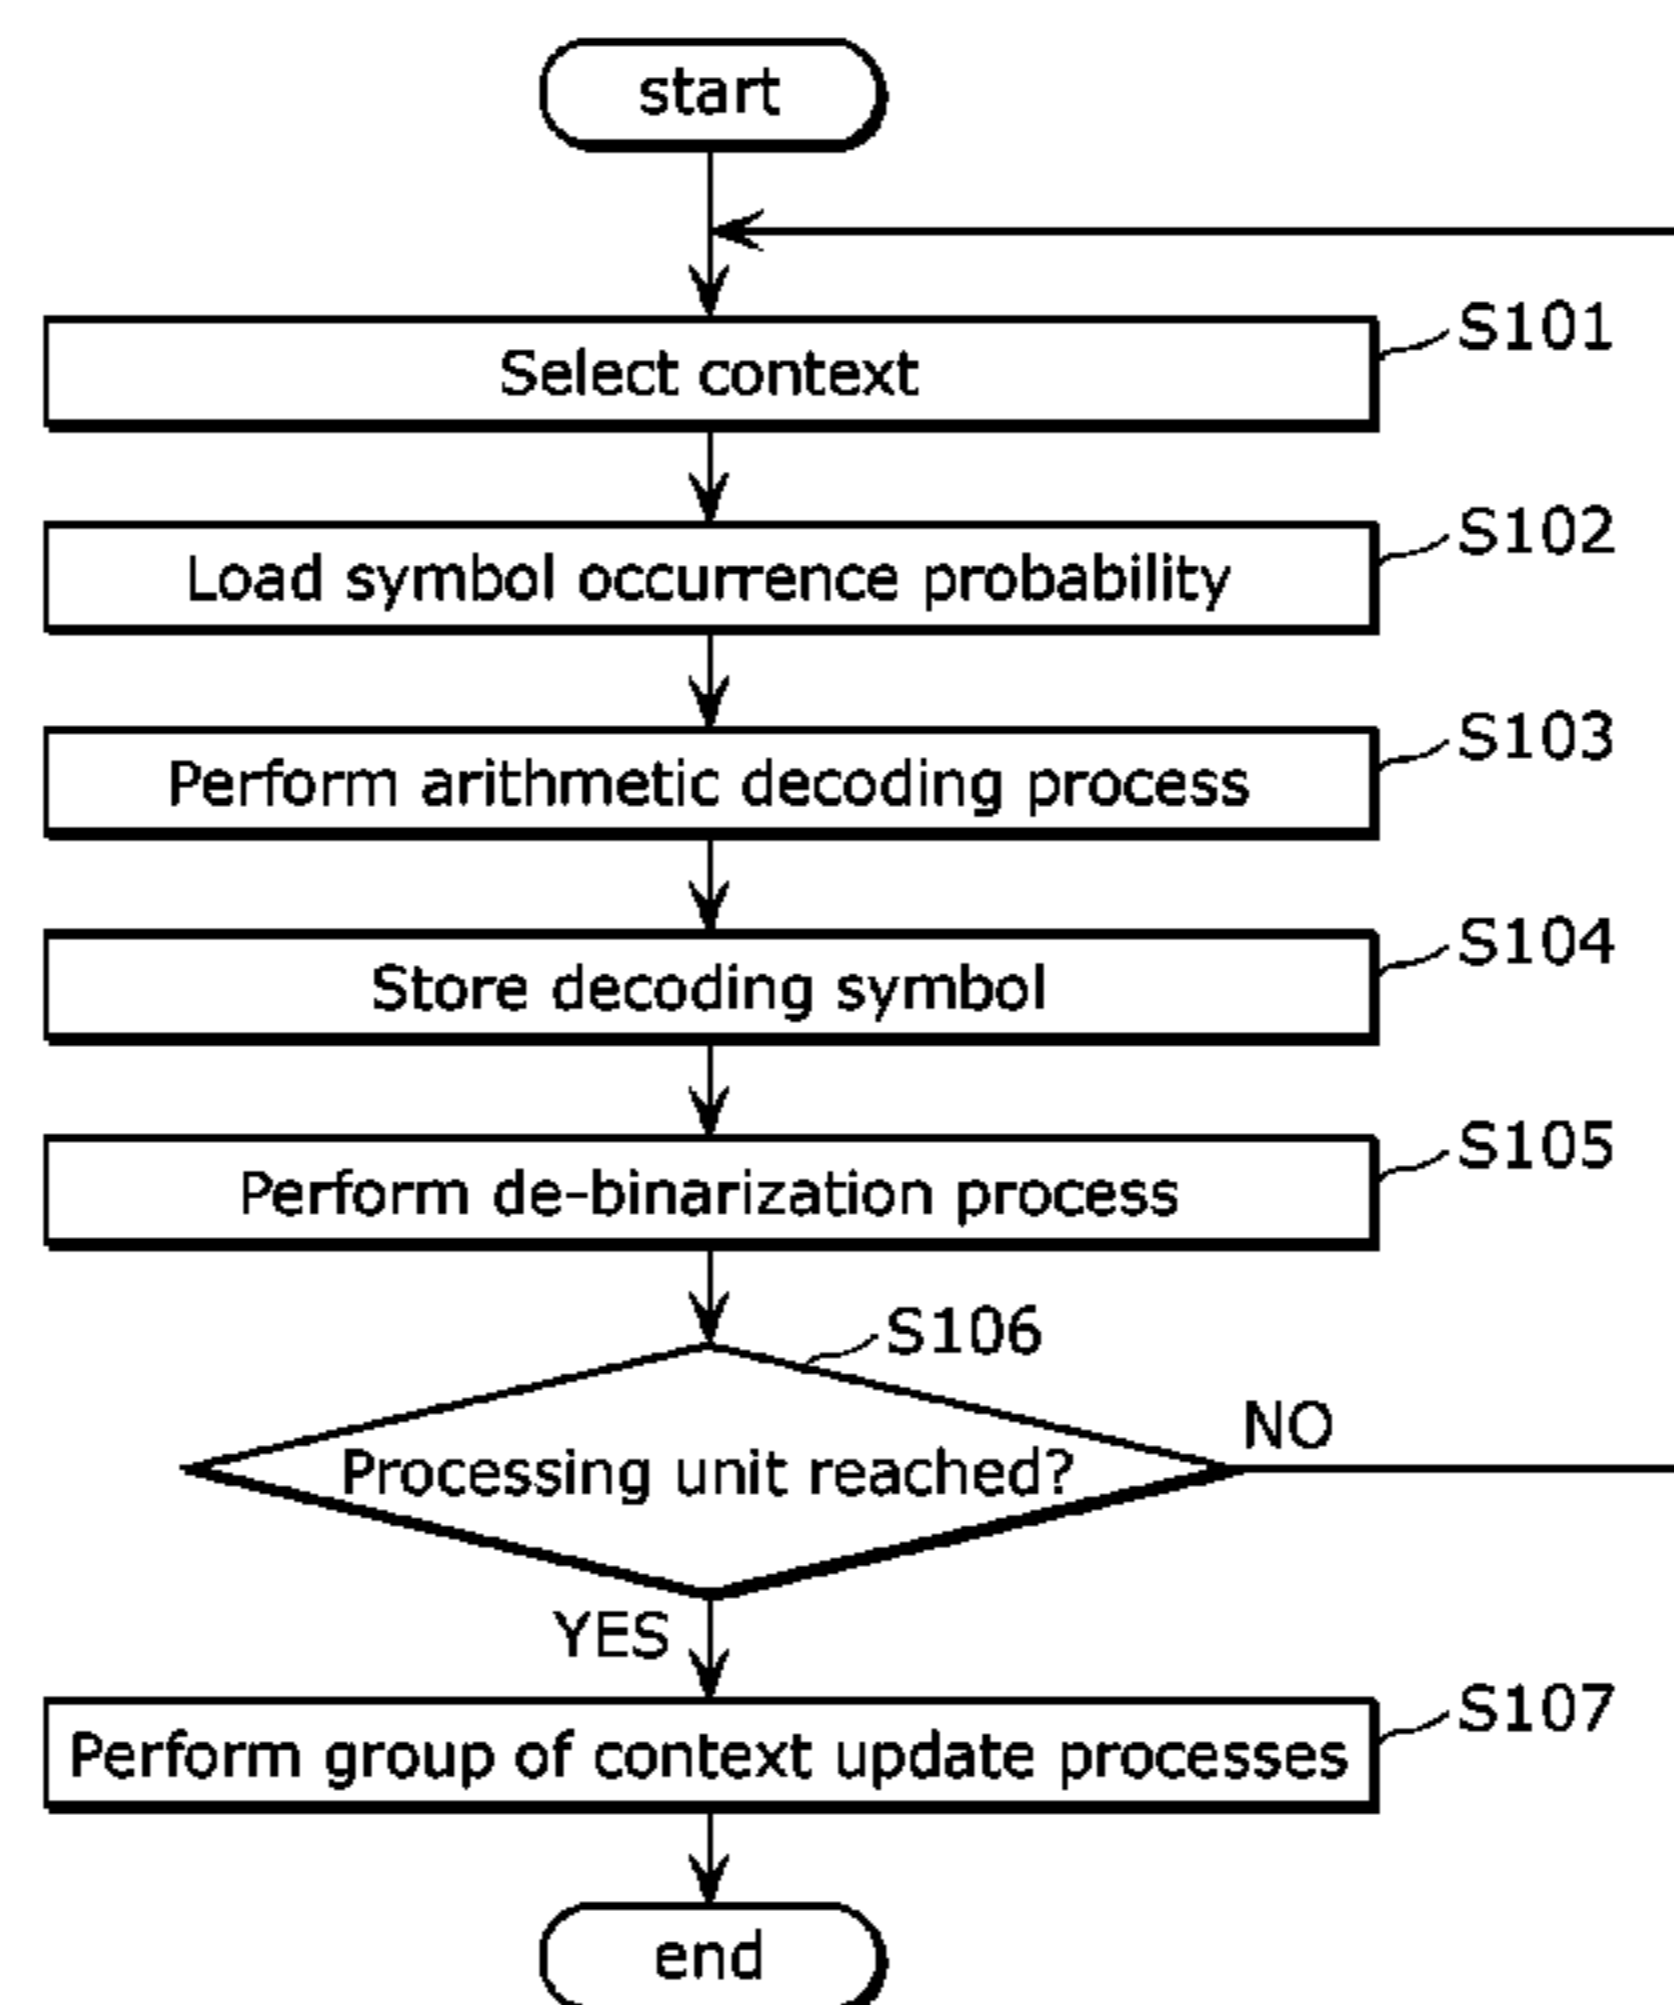 start
Select context
S101
Load symbol occurrence probability
S102
Perform arithmetic decoding process
S103
Store decoding symbol
S104
Perform de-binarization process
S105
S106
Processing unit reached?
NO
YES
Perform group of context update processes
S107
end